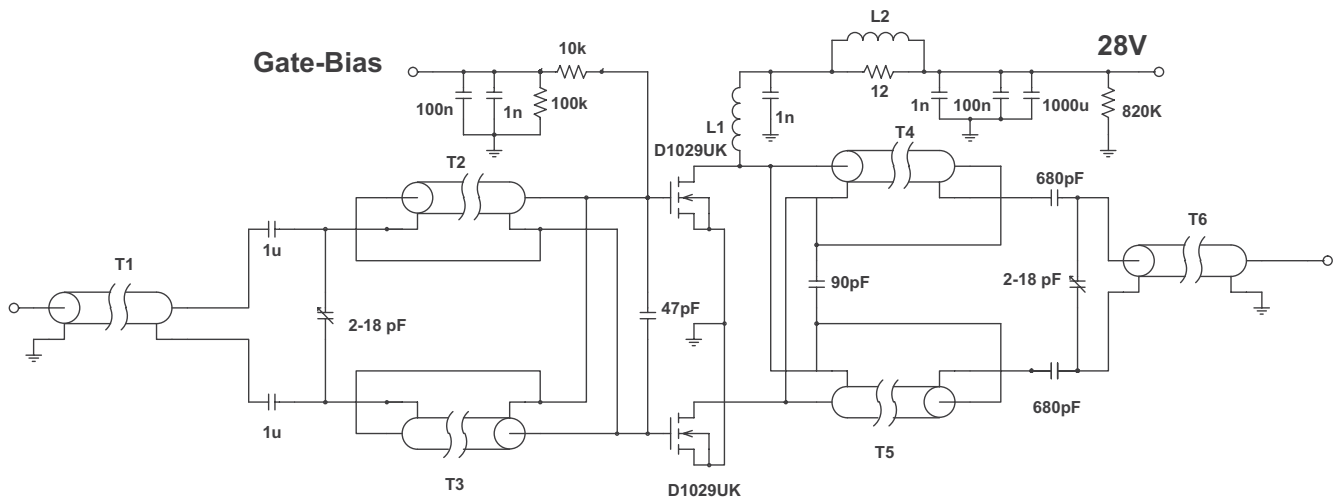 L2
Gate-Bias
10k
28V
12
100n
1n
100k
1n
1n
100n
1000u
820K
L1
D1029UK
T4
T2
680pF
T6
1u
T1
90pF
2-18 pF
47pF
2-18 pF
1u
680pF
T5
T3
D1029UK